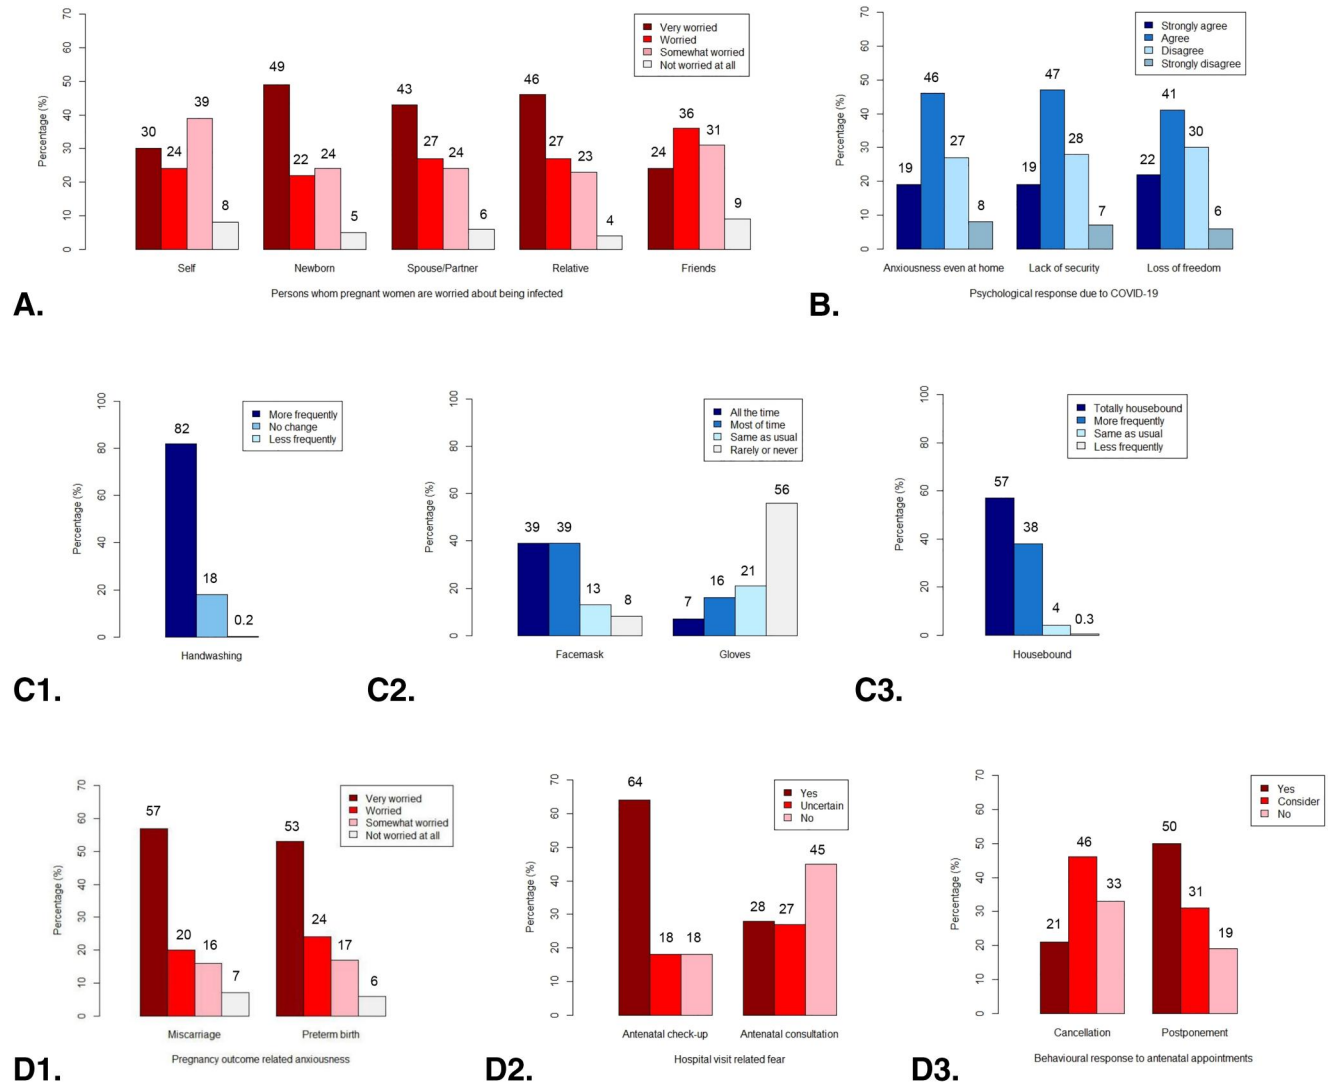 70
60
50
40
30
20
10
0
Percentage (%)
Very worried
Worried
Somewhat worried
Not worried at all
30
24
39
8
49
22
24
5
43
27
24
6
46
27
23
4
24
36
31
9
Self
Newborn
Spouse/Partner
Relative
Friends
Persons whom pregnant women are worried about being infected
A.
70
60
50
40
30
20
10
0
Percentage (%)
Strongly agree
Agree
Disagree
Strongly disagree
19
46
27
8
19
47
28
7
22
41
30
6
Anxiousness even at home
Lack of security
Loss of freedom
Psychological response due to COVID-19
B.
100
80
60
40
20
0
Percentage (%)
More frequently
No change
Less frequently
82
18
0.2
Handwashing
C1.
100
80
60
40
20
0
Percentage (%)
All the time
Most of time
Same as usual
Rarely or never
39
39
13
8
7
16
21
56
Facemask
Gloves
C2.
100
80
60
40
20
0
Percentage (%)
Totally housebound
More frequently
Same as usual
Less frequently
57
38
4
0.3
Housebound
C3.
70
60
50
40
30
20
10
0
Percentage (%)
Very worried
Worried
Somewhat worried
Not worried at all
57
20
16
7
53
24
17
6
Miscarriage
Preterm birth
Pregnancy outcome related anxiousness
D1.
70
60
50
40
30
20
10
0
Percentage (%)
Yes
Uncertain
No
64
18
18
28
27
45
Antenatal check-up
Antenatal consultation
Hospital visit related fear
D2.
70
60
50
40
30
20
10
0
Percentage (%)
Yes
Consider
No
21
46
33
50
31
19
Cancellation
Postponement
Behavioural response to antenatal appointments
D3.